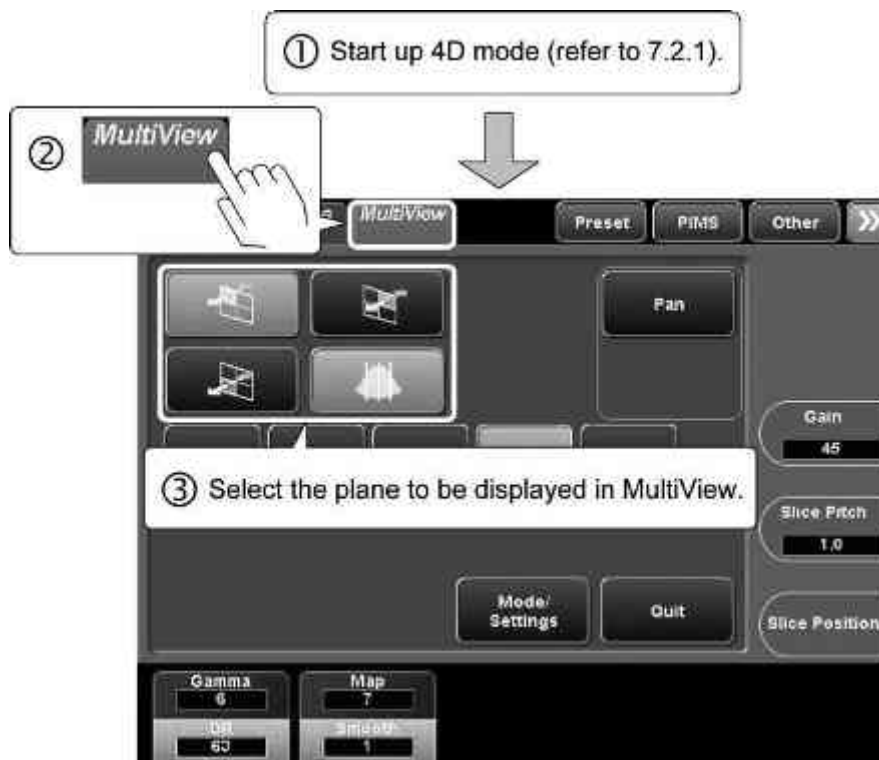 ① Start up 4D mode (refer to 7.2.1).
② MultiView
MultiView
Preset
PIMS
Other
Pan
Gain
45
③ Select the plane to be displayed in MultiView.
Slice Pitch
1.0
Mode/
Settings
Quit
Slice Position
Gamma
6
Map
7
DR
Smooth
1